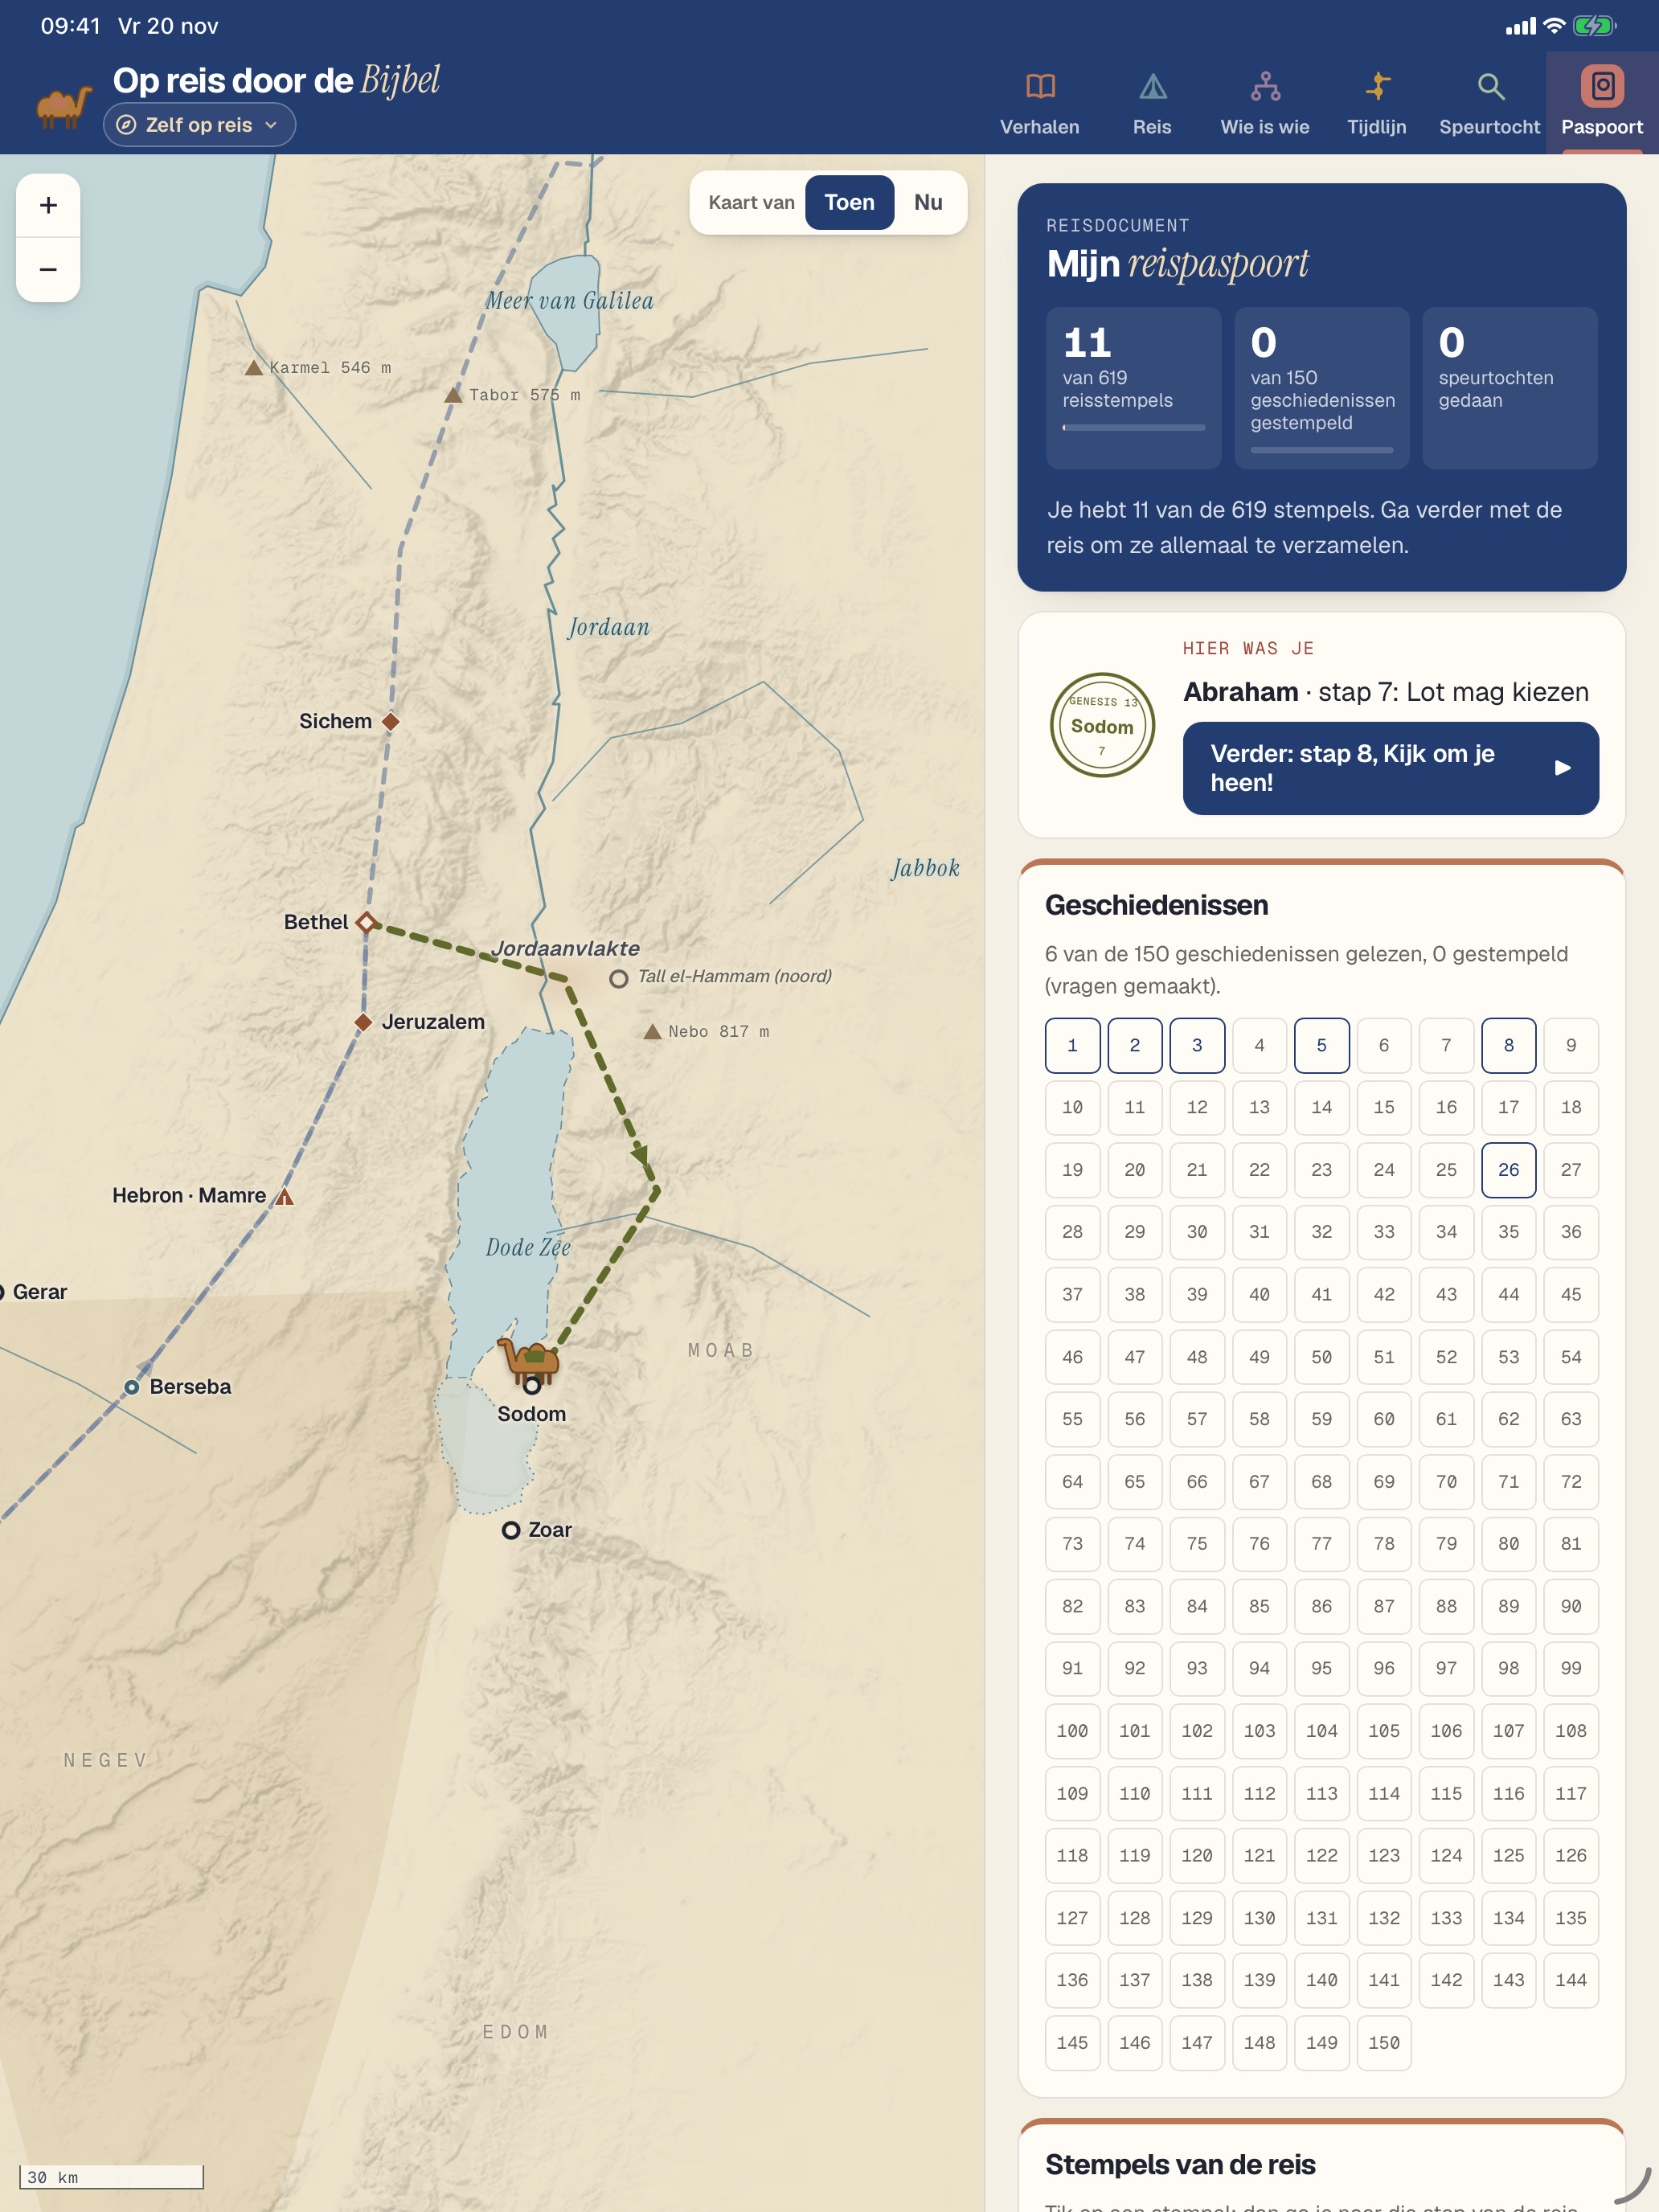 09:41 Vr 20 nov
Op reis door de Bijbel
Zelf op reis
Verhalen
Reis
Wie is wie
Tijdlijn
Speurtocht
Paspoort
+
−
Kaart van Toen Nu
Meer van Galilea
Karmel 546 m
Tabor 575 m
Jordaan
Sichem
Jabbok
Bethel
Jordaanvlakte
Tall el-Hammam (noord)
Jeruzalem
Nebo 817 m
Hebron · Mamre
Dode Zee
Gerar
MOAB
Berseba
Sodom
Zoar
NEGEV
EDOM
30 km
REISDOCUMENT
Mijn reispaspoort
11
van 619
reisstempels
0
van 150
geschiedenissen
gestempeld
0
speurtochten
gedaan
Je hebt 11 van de 619 stempels. Ga verder met de
reis om ze allemaal te verzamelen.
GENESIS 13
Sodom
7
HIER WAS JE
Abraham · stap 7: Lot mag kiezen
Verder: stap 8, Kijk om je
heen!
Geschiedenissen
6 van de 150 geschiedenissen gelezen, 0 gestempeld
(vragen gemaakt).
1 2 3 4 5 6 7 8 9
10 11 12 13 14 15 16 17 18
19 20 21 22 23 24 25 26 27
28 29 30 31 32 33 34 35 36
37 38 39 40 41 42 43 44 45
46 47 48 49 50 51 52 53 54
55 56 57 58 59 60 61 62 63
64 65 66 67 68 69 70 71 72
73 74 75 76 77 78 79 80 81
82 83 84 85 86 87 88 89 90
91 92 93 94 95 96 97 98 99
100 101 102 103 104 105 106 107 108
109 110 111 112 113 114 115 116 117
118 119 120 121 122 123 124 125 126
127 128 129 130 131 132 133 134 135
136 137 138 139 140 141 142 143 144
145 146 147 148 149 150
Stempels van de reis
Tik op een stempel: dan ga je naar die stap van de reis